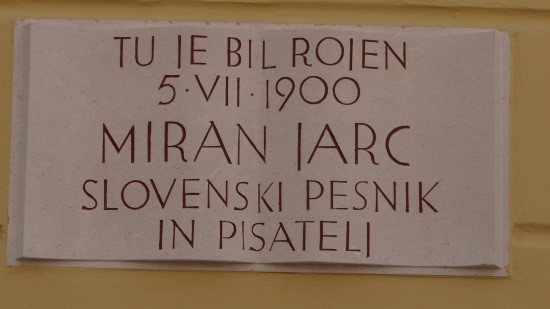 TU JE BIL ROJEN
5·VII·1900
MIRAN JARC
SLOVENSKI PESNIK
IN PISATELJ